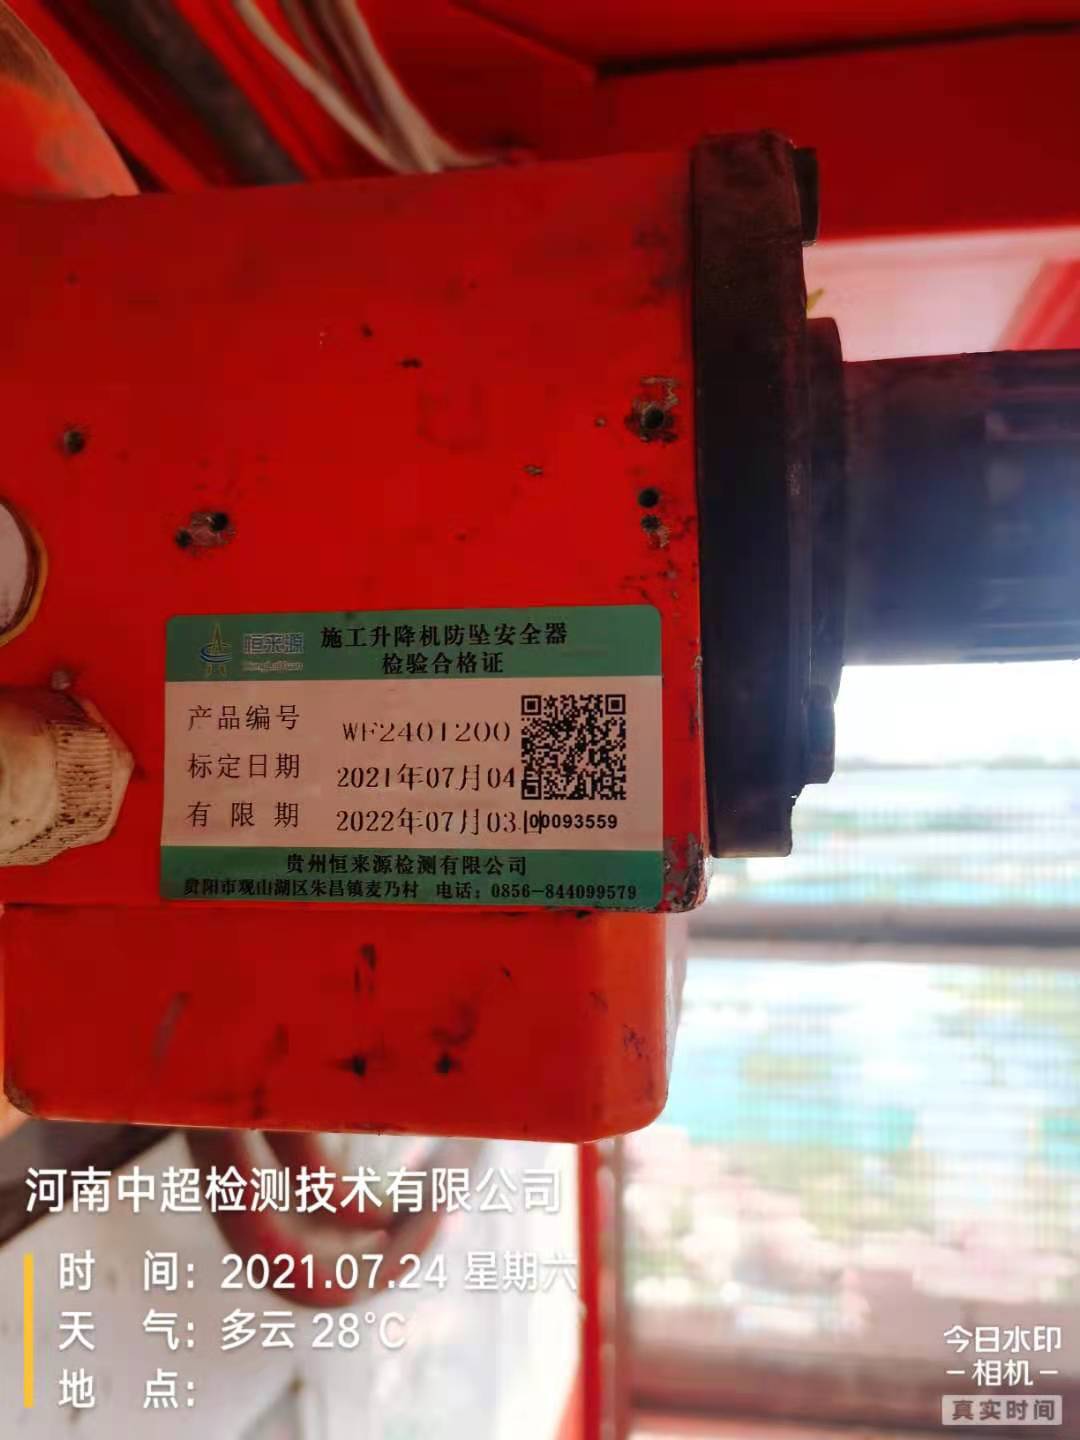 恒来源
施工升降机防坠安全器
检验合格证
产品编号 WF2401200
标定日期 2021年07月04
有 限 期 2022年07月03
00093559
贵州恒来源检测有限公司
贵阳市观山湖区朱昌镇麦乃村 电话：0856-844099579
河南中超检测技术有限公司
时 间：2021.07.24 星期六
天 气：多云 28℃
地 点：
今日水印
-相机-
真实时间